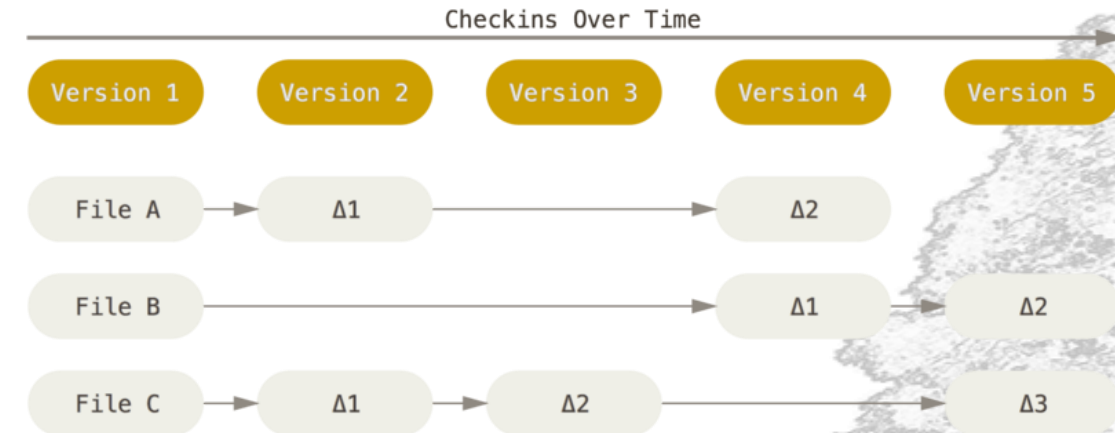 Checkins Over Time
Version 1 Version 2 Version 3 Version 4 Version 5
File A Δ1 Δ2
File B Δ1 Δ2
File C Δ1 Δ2 Δ3